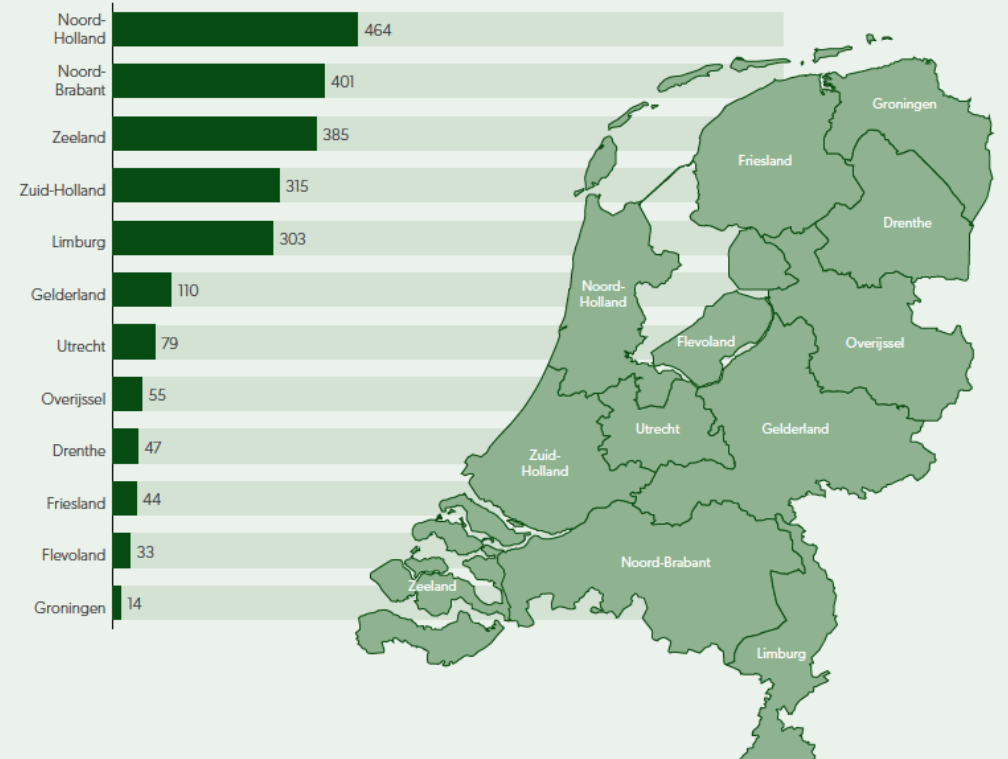 Noord-
Holland
464
Noord-
Brabant
401
Zeeland
385
Zuid-Holland
315
Limburg
303
Gelderland
110
Utrecht
79
Overijssel
55
Drenthe
47
Friesland
44
Flevoland
33
Groningen
14
Groningen
Friesland
Drenthe
Noord-
Holland
Flevoland
Overijssel
Utrecht
Gelderland
Zuid-
Holland
Noord-Brabant
Zeeland
Limburg